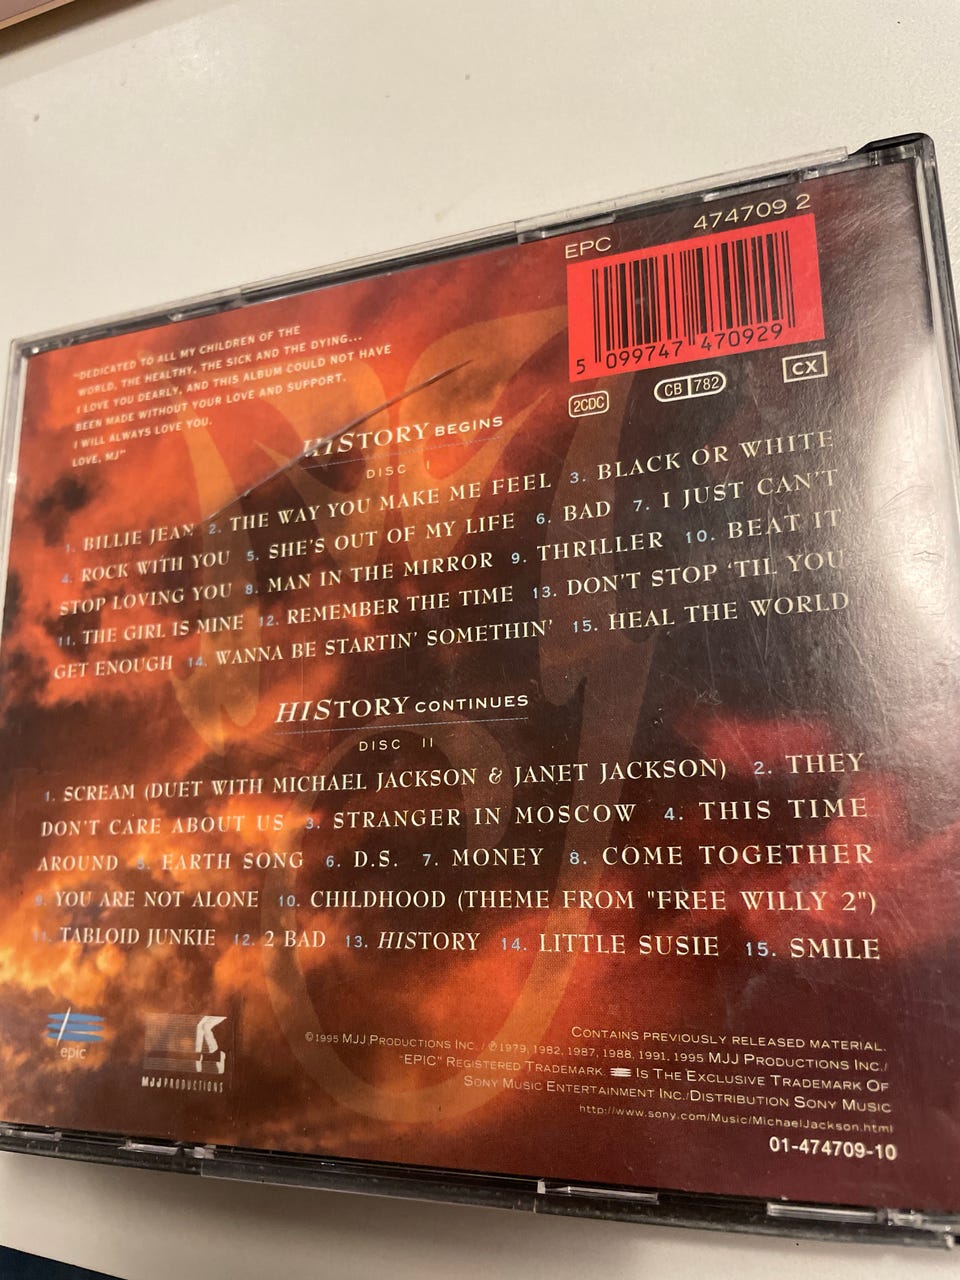 EPC 474709 2
5 099747 470929
2CDC CB 782 CX
"DEDICATED TO ALL MY CHILDREN OF THE
WORLD, THE HEALTHY, THE SICK AND THE DYING...
I LOVE YOU DEARLY, AND THIS ALBUM COULD NOT HAVE
BEEN MADE WITHOUT YOUR LOVE AND SUPPORT.
I WILL ALWAYS LOVE YOU.
LOVE, MJ"
HISTORY BEGINS
DISC I
1. BILLIE JEAN 2. THE WAY YOU MAKE ME FEEL 3. BLACK OR WHITE
4. ROCK WITH YOU 5. SHE'S OUT OF MY LIFE 6. BAD 7. I JUST CAN'T
STOP LOVING YOU 8. MAN IN THE MIRROR 9. THRILLER 10. BEAT IT
11. THE GIRL IS MINE 12. REMEMBER THE TIME 13. DON'T STOP 'TIL YOU
GET ENOUGH 14. WANNA BE STARTIN' SOMETHIN' 15. HEAL THE WORLD
HISTORY CONTINUES
DISC II
1. SCREAM (DUET WITH MICHAEL JACKSON & JANET JACKSON) 2. THEY
DON'T CARE ABOUT US 3. STRANGER IN MOSCOW 4. THIS TIME
AROUND 5. EARTH SONG 6. D.S. 7. MONEY 8. COME TOGETHER
9. YOU ARE NOT ALONE 10. CHILDHOOD (THEME FROM "FREE WILLY 2")
11. TABLOID JUNKIE 12. 2 BAD 13. HISTORY 14. LITTLE SUSIE 15. SMILE
epic
MJJ PRODUCTIONS
CONTAINS PREVIOUSLY RELEASED MATERIAL.
©1995 MJJ PRODUCTIONS INC. / ℗1979, 1982, 1987, 1988, 1991, 1995 MJJ PRODUCTIONS INC./
"EPIC" REGISTERED TRADEMARK. IS THE EXCLUSIVE TRADEMARK OF
SONY MUSIC ENTERTAINMENT INC./DISTRIBUTION SONY MUSIC
http://www.sony.com/Music/MichaelJackson.html
01-474709-10